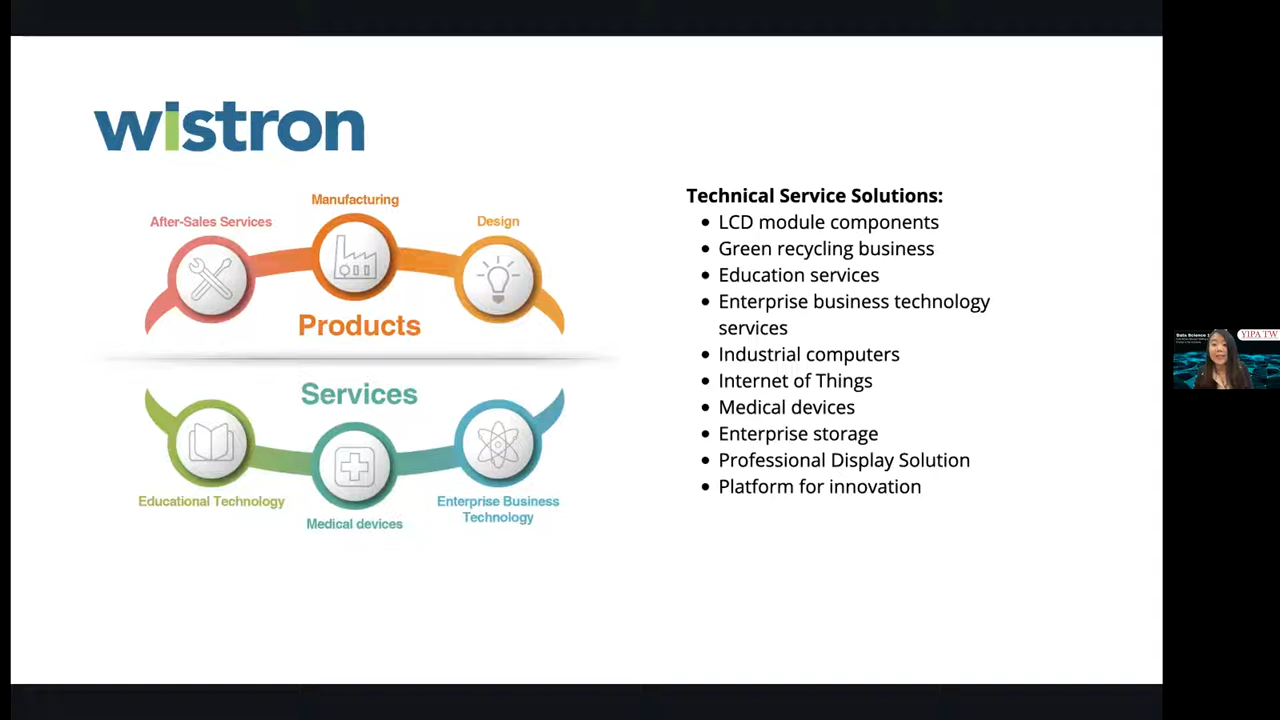 wistron
Manufacturing
After-Sales Services
Design
Products
Services
Educational Technology
Medical devices
Enterprise Business
Technology
Technical Service Solutions:
• LCD module components
• Green recycling business
• Education services
• Enterprise business technology
services
• Industrial computers
• Internet of Things
• Medical devices
• Enterprise storage
• Professional Display Solution
• Platform for innovation
YIPA TW